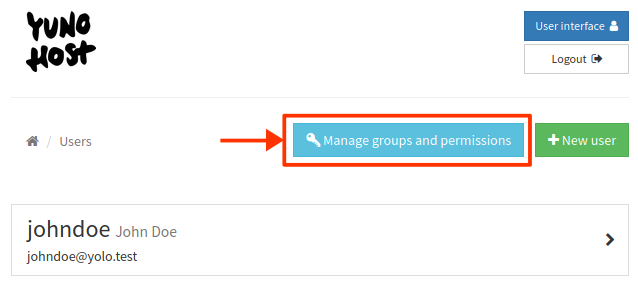 YUNO
HOST
User interface
Logout
/ Users
Manage groups and permissions
New user
johndoe John Doe
johndoe@yolo.test